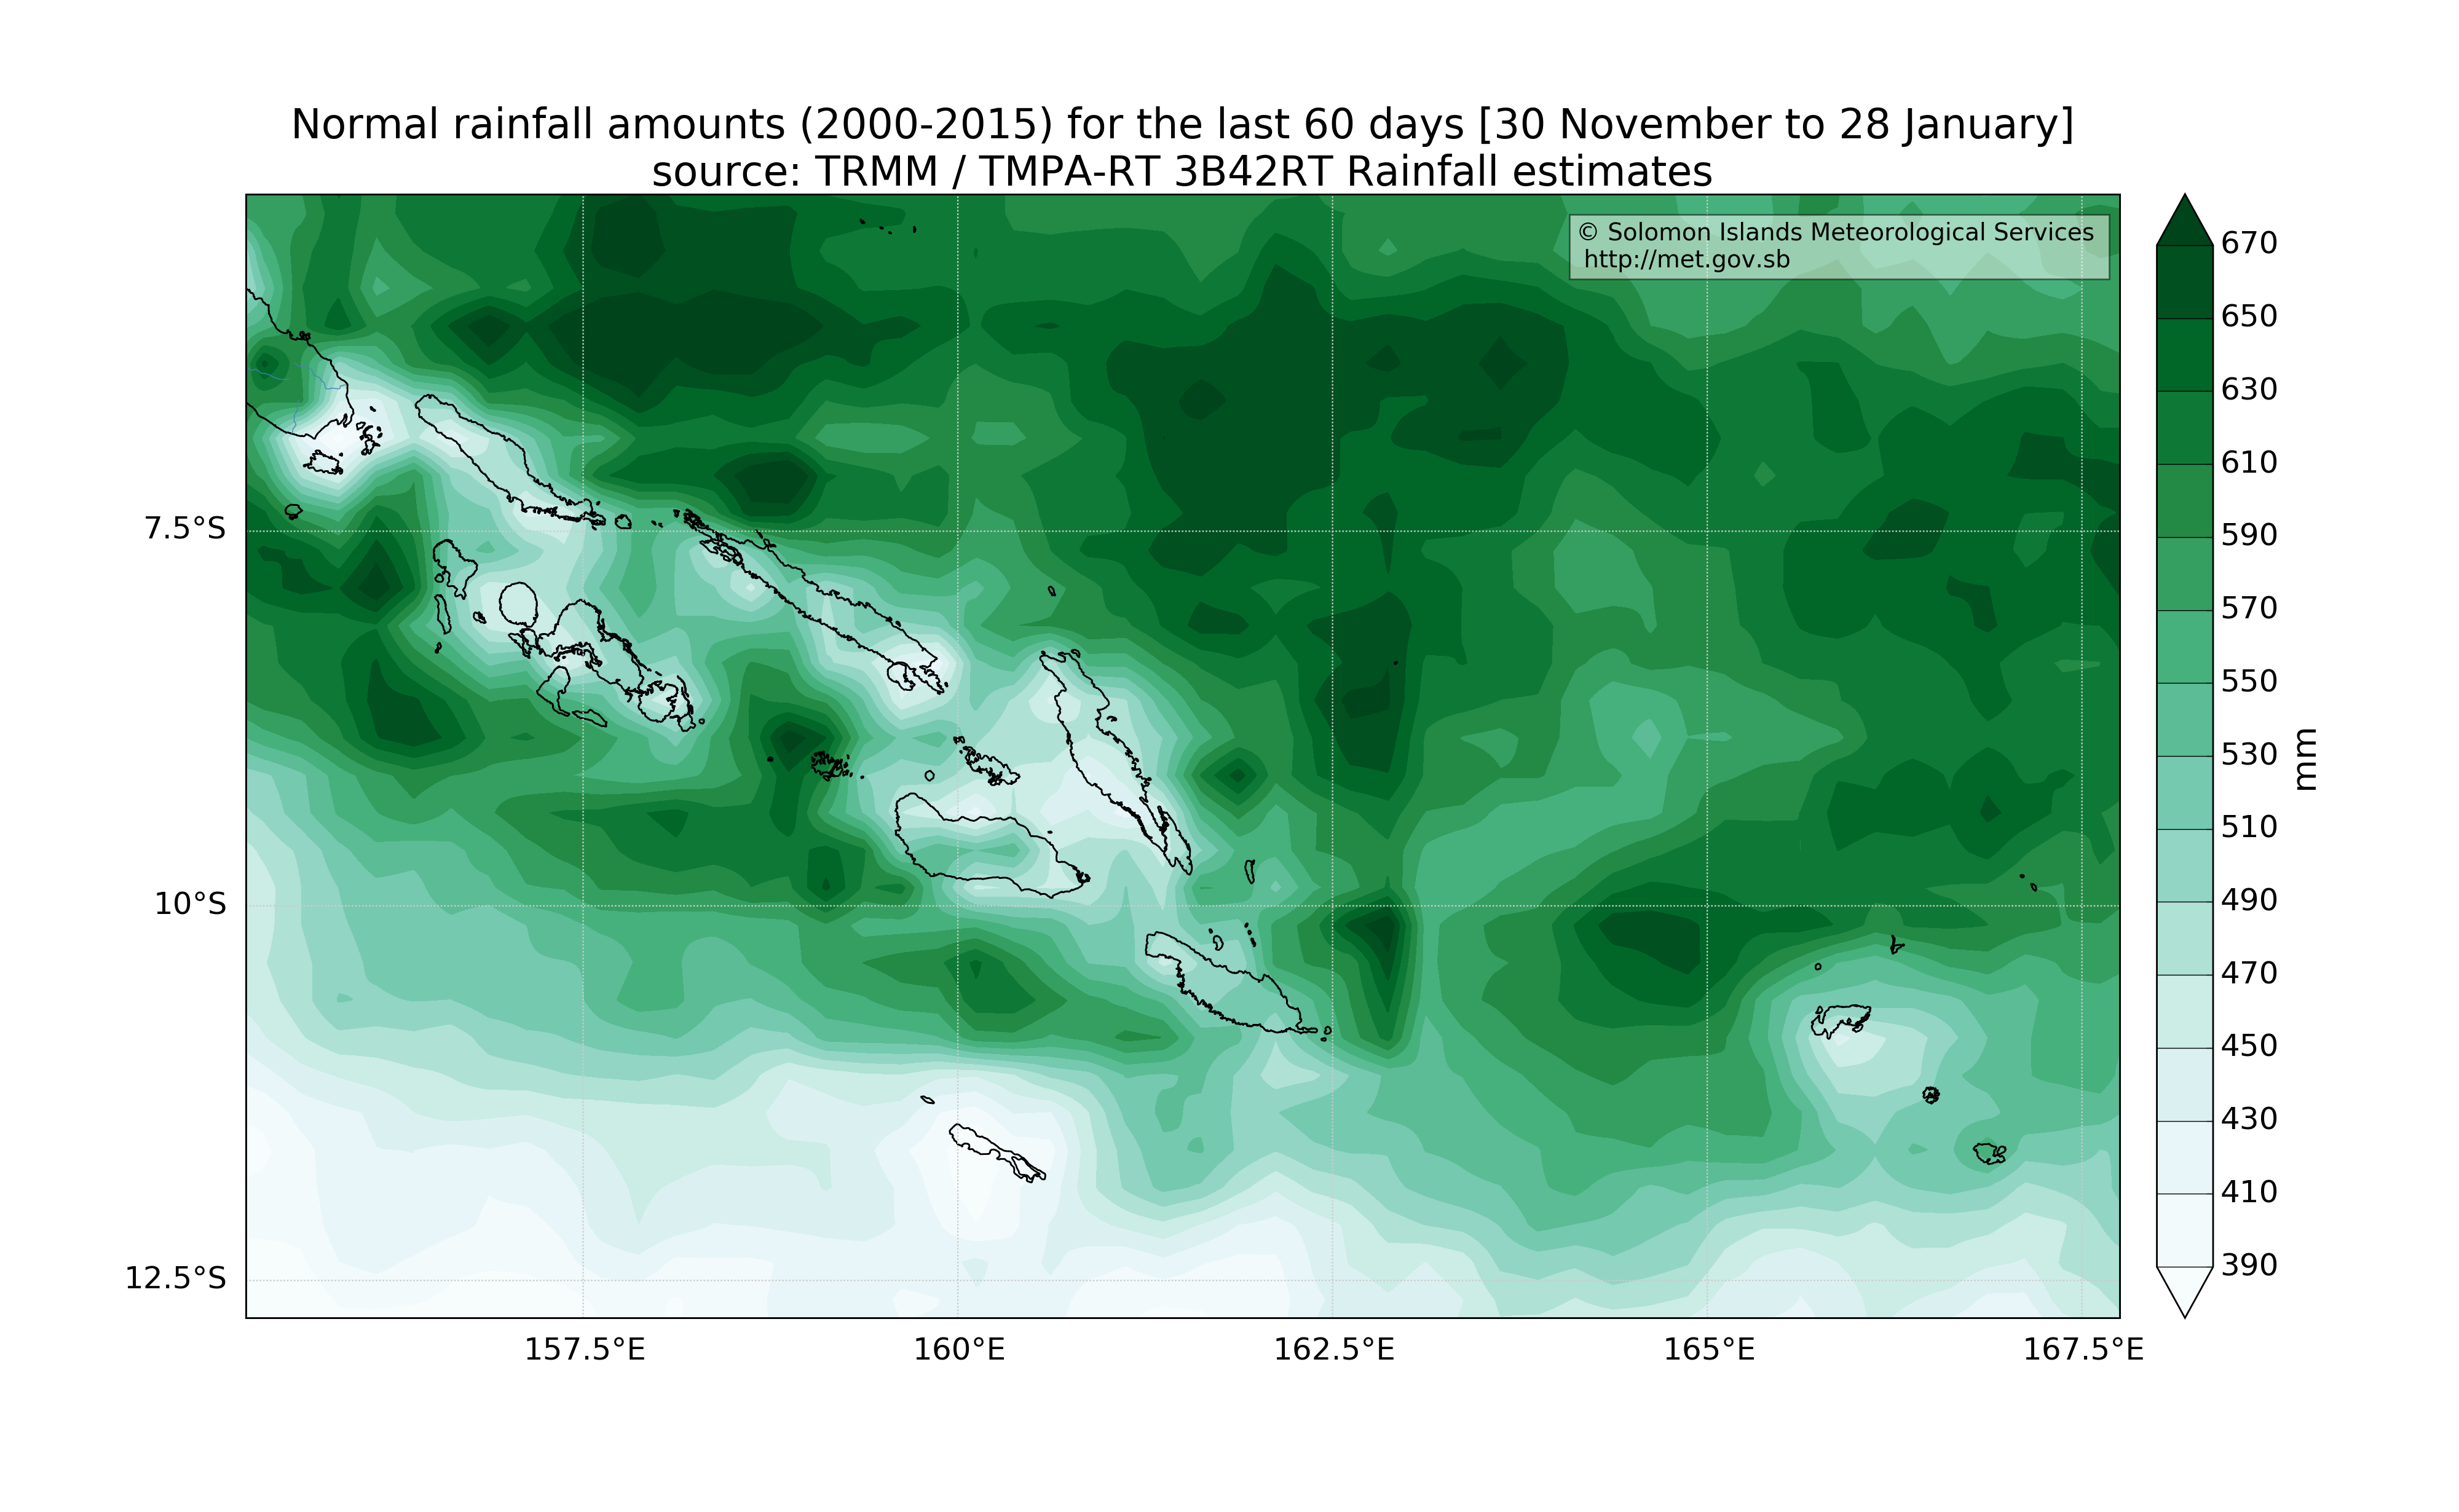 Normal rainfall amounts (2000-2015) for the last 60 days [30 November to 28 January]
source: TRMM / TMPA-RT 3B42RT Rainfall estimates
© Solomon Islands Meteorological Services
http://met.gov.sb
7.5°S
10°S
12.5°S
157.5°E
160°E
162.5°E
165°E
167.5°E
670
650
630
610
590
570
550
530
510
490
470
450
430
410
390
mm